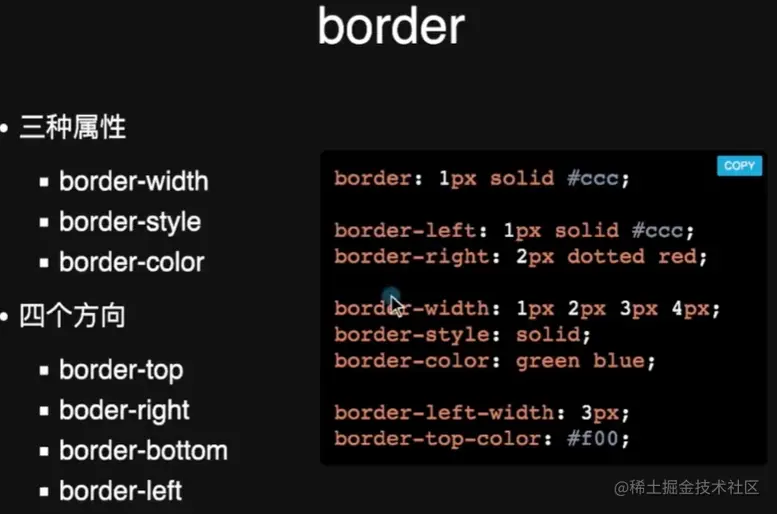 border
三种属性
border-width
border-style
border-color
四个方向
border-top
boder-right
border-bottom
border-left
COPY
border: 1px solid #ccc;
border-left: 1px solid #ccc;
border-right: 2px dotted red;
border-width: 1px 2px 3px 4px;
border-style: solid;
border-color: green blue;
border-left-width: 3px;
border-top-color: #f00;
@稀土掘金技术社区